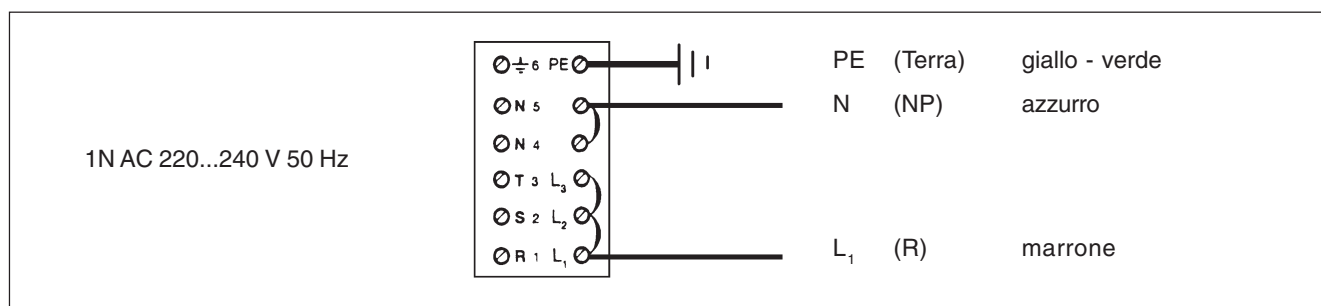 1N AC 220...240 V 50 Hz
6 PE
N 5
N 4
T 3 L3
S 2 L2
R 1 L1
PE (Terra) giallo - verde
N (NP) azzurro
L1 (R) marrone